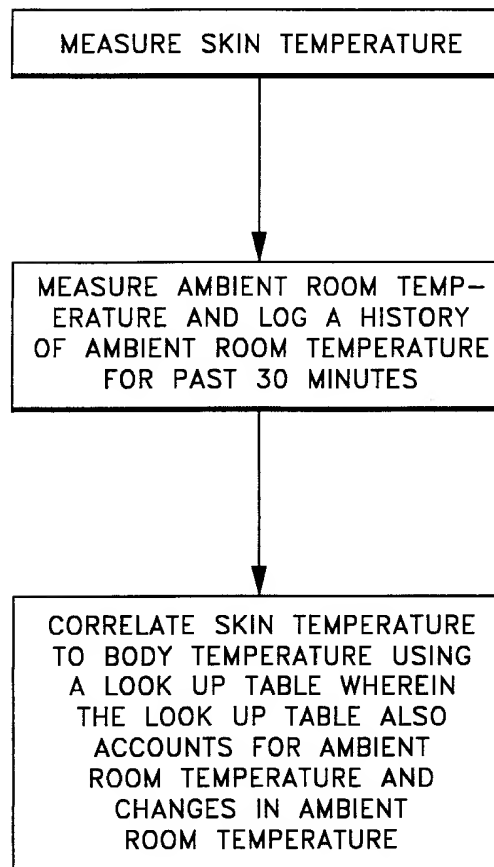 MEASURE SKIN TEMPERATURE
MEASURE AMBIENT ROOM TEMP-
ERATURE AND LOG A HISTORY
OF AMBIENT ROOM TEMPERATURE
FOR PAST 30 MINUTES
CORRELATE SKIN TEMPERATURE
TO BODY TEMPERATURE USING
A LOOK UP TABLE WHEREIN
THE LOOK UP TABLE ALSO
ACCOUNTS FOR AMBIENT
ROOM TEMPERATURE AND
CHANGES IN AMBIENT
ROOM TEMPERATURE